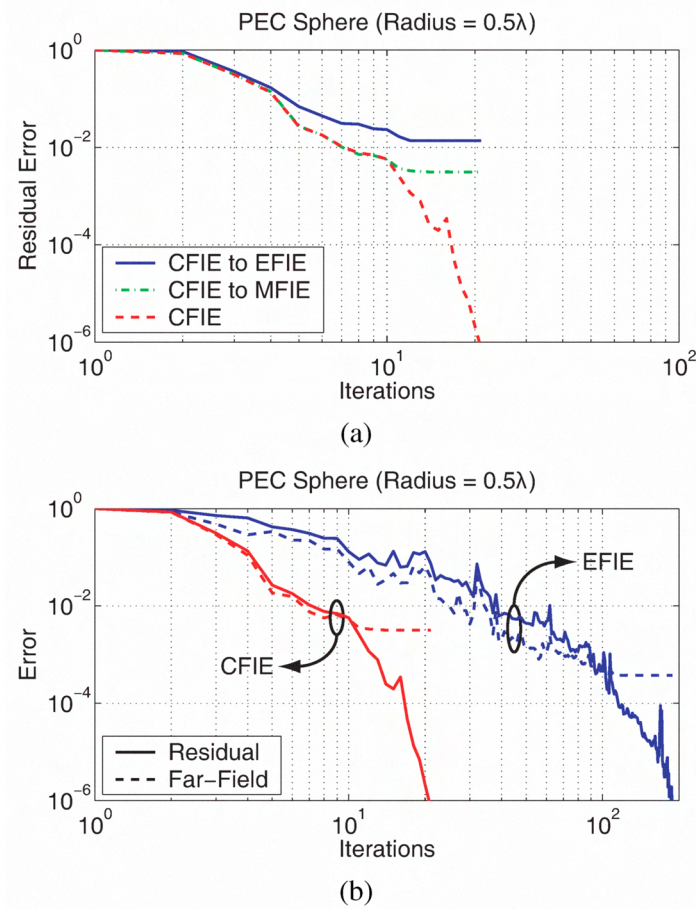 PEC Sphere (Radius = 0.5λ)
10^0
10^-2
10^-4
10^-6
Residual Error
CFIE to EFIE
CFIE to MFIE
CFIE
10^0 10^1 10^2
Iterations
(a)
PEC Sphere (Radius = 0.5λ)
10^0
EFIE
10^-2
Error
CFIE
10^-4
Residual
Far-Field
10^-6
10^0 10^1 10^2
Iterations
(b)